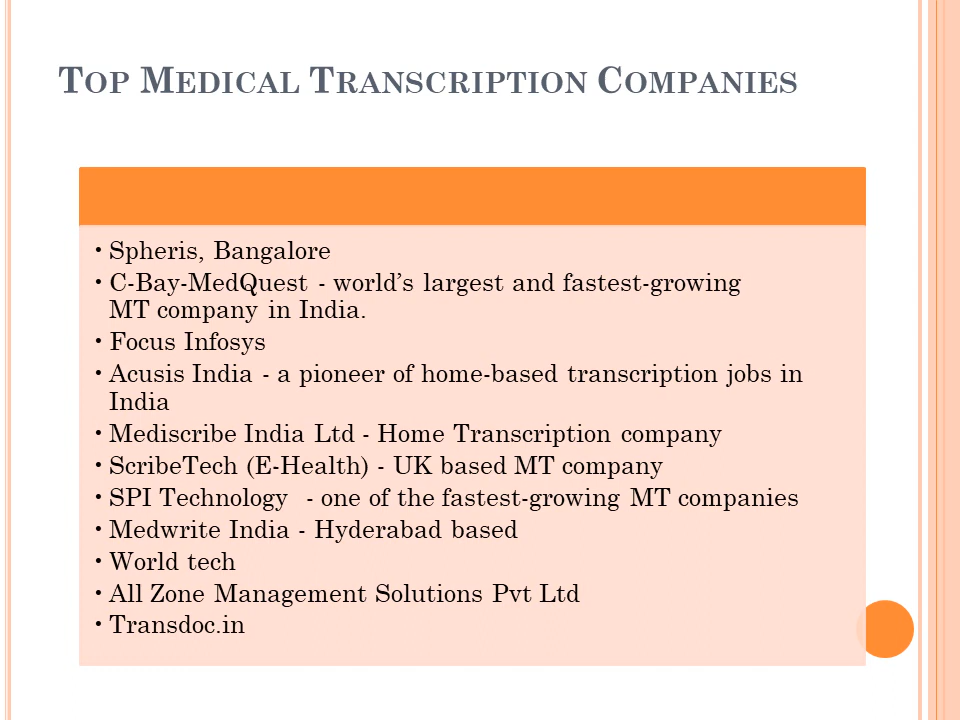 Top Medical Transcription Companies
• Spheris, Bangalore
• C-Bay-MedQuest - world’s largest and fastest-growing
MT company in India.
• Focus Infosys
• Acusis India - a pioneer of home-based transcription jobs in
India
• Mediscribe India Ltd - Home Transcription company
• ScribeTech (E-Health) - UK based MT company
• SPI Technology  - one of the fastest-growing MT companies
• Medwrite India - Hyderabad based
• World tech
• All Zone Management Solutions Pvt Ltd
• Transdoc.in